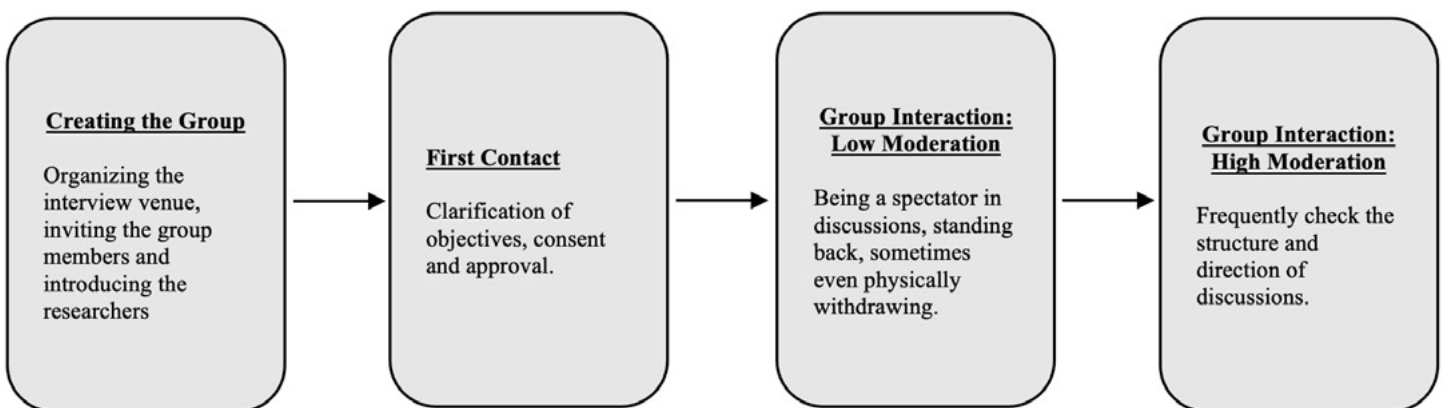 Creating the Group
Organizing the
interview venue,
inviting the group
members and
introducing the
researchers
First Contact
Clarification of
objectives, consent
and approval.
Group Interaction:
Low Moderation
Being a spectator in
discussions, standing
back, sometimes
even physically
withdrawing.
Group Interaction:
High Moderation
Frequently check the
structure and
direction of
discussions.